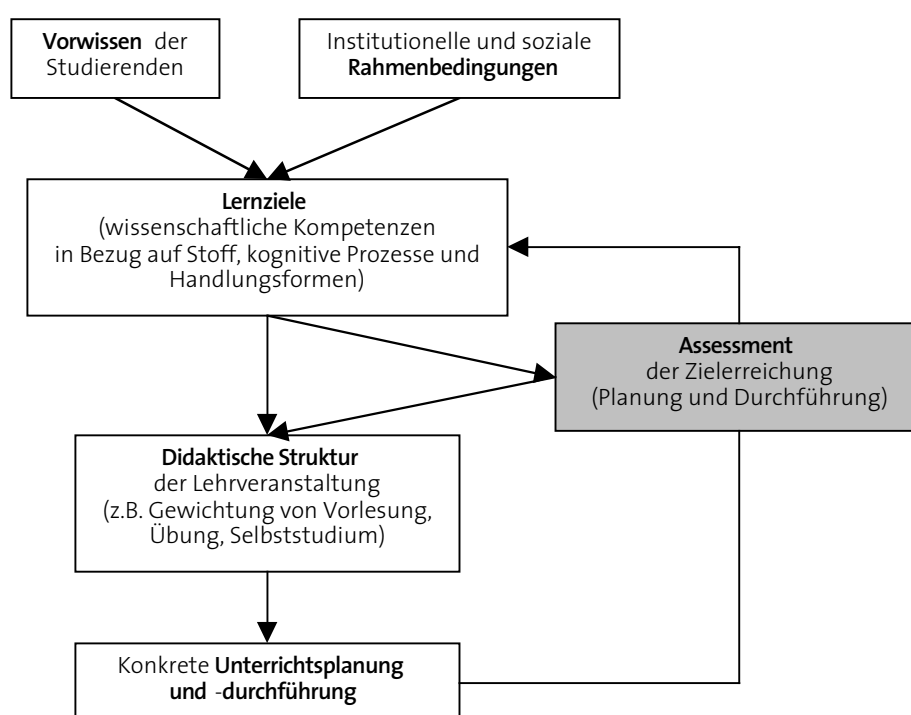 Vorwissen der
Studierenden
Institutionelle und soziale
Rahmenbedingungen
Lernziele
(wissenschaftliche Kompetenzen
in Bezug auf Stoff, kognitive Prozesse und
Handlungsformen)
Assessment
der Zielerreichung
(Planung und Durchführung)
Didaktische Struktur
der Lehrveranstaltung
(z.B. Gewichtung von Vorlesung,
Übung, Selbststudium)
Konkrete Unterrichtsplanung
und -durchführung